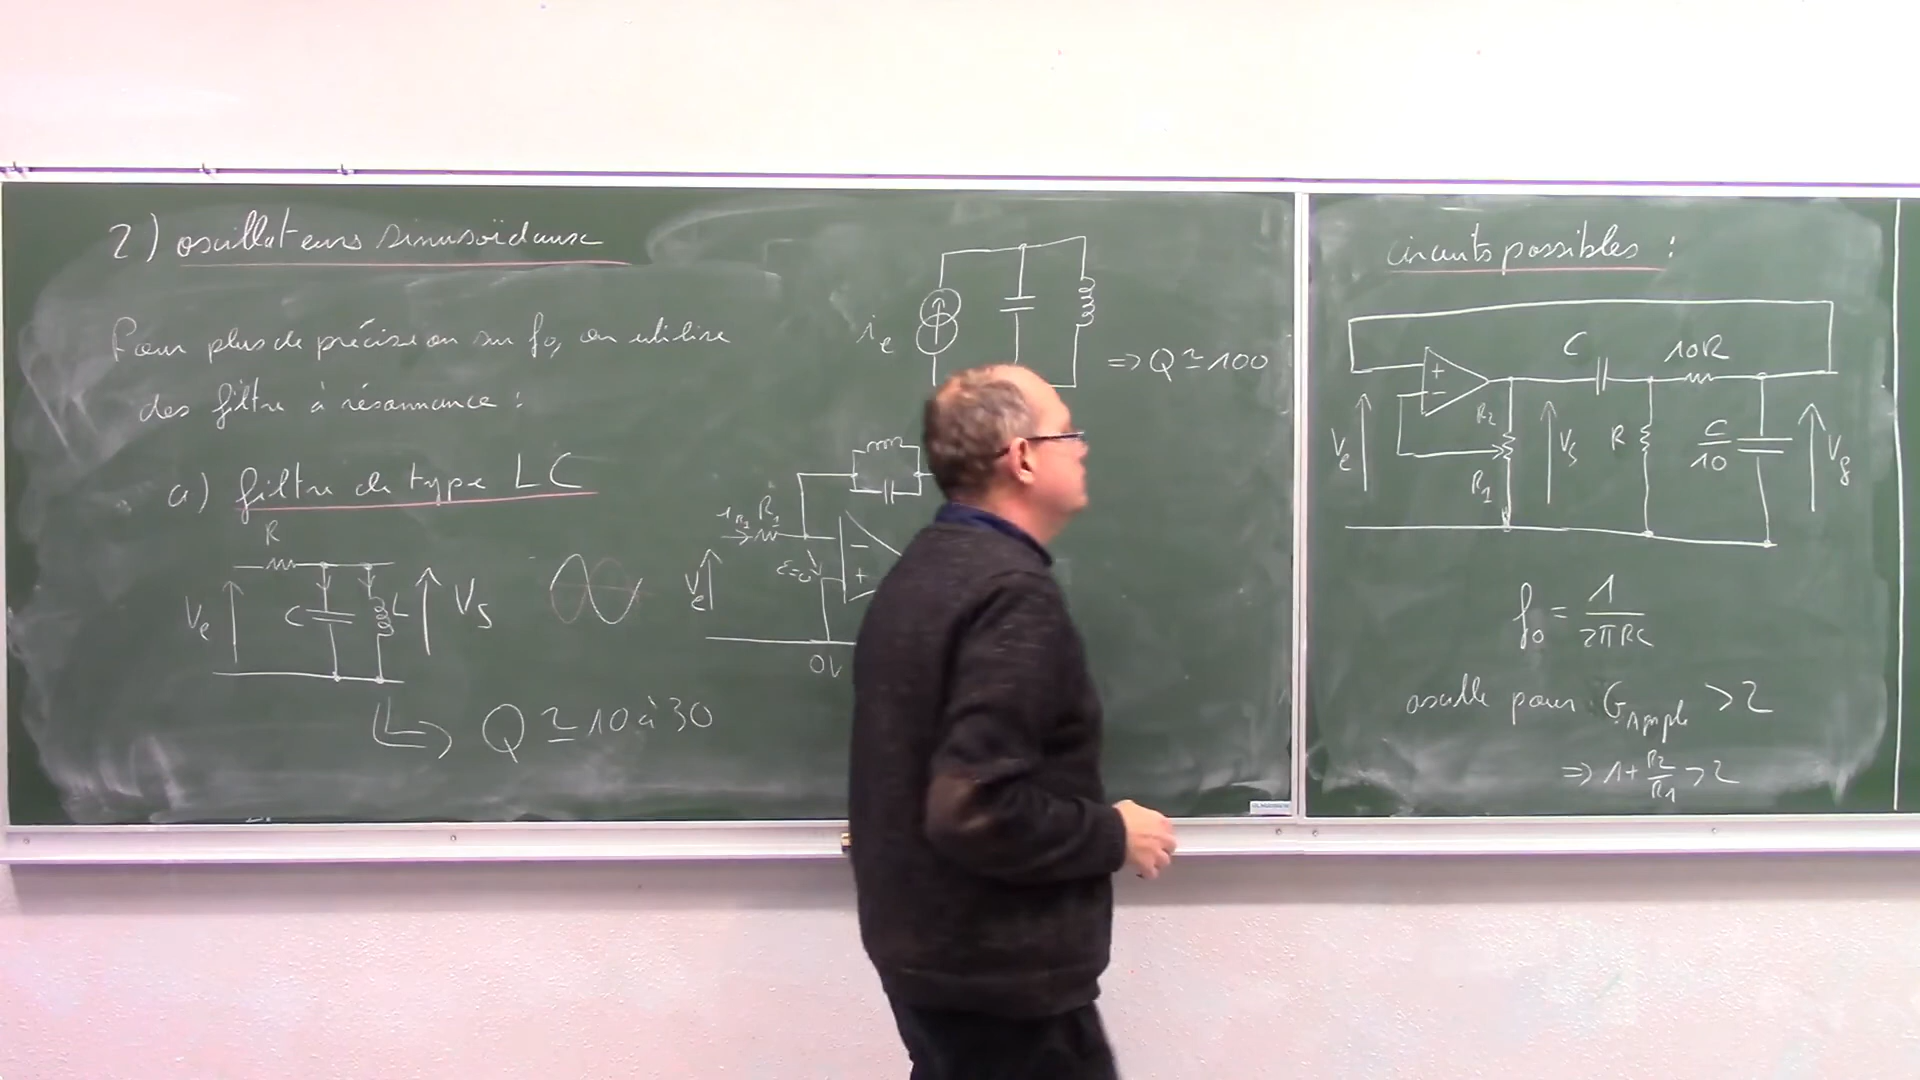 2) oscillateurs sinusoïdaux
Pour plus de précision sur f0, on utilise
des filtre à résonnance :
a) filtre de type LC
R
Ve
C
L
Vs
Q ≃ 10 à 30
ie
=> Q ≃ 100
R1
Ve
ε=0
-
+
0V
circuits possibles :
C
10R
+
-
R2
R1
Ve
Vs
R
C/10
Vs
f0 = 1/2πRC
oscille pour GAmpli > 2
=> 1 + R2/R1 > 2